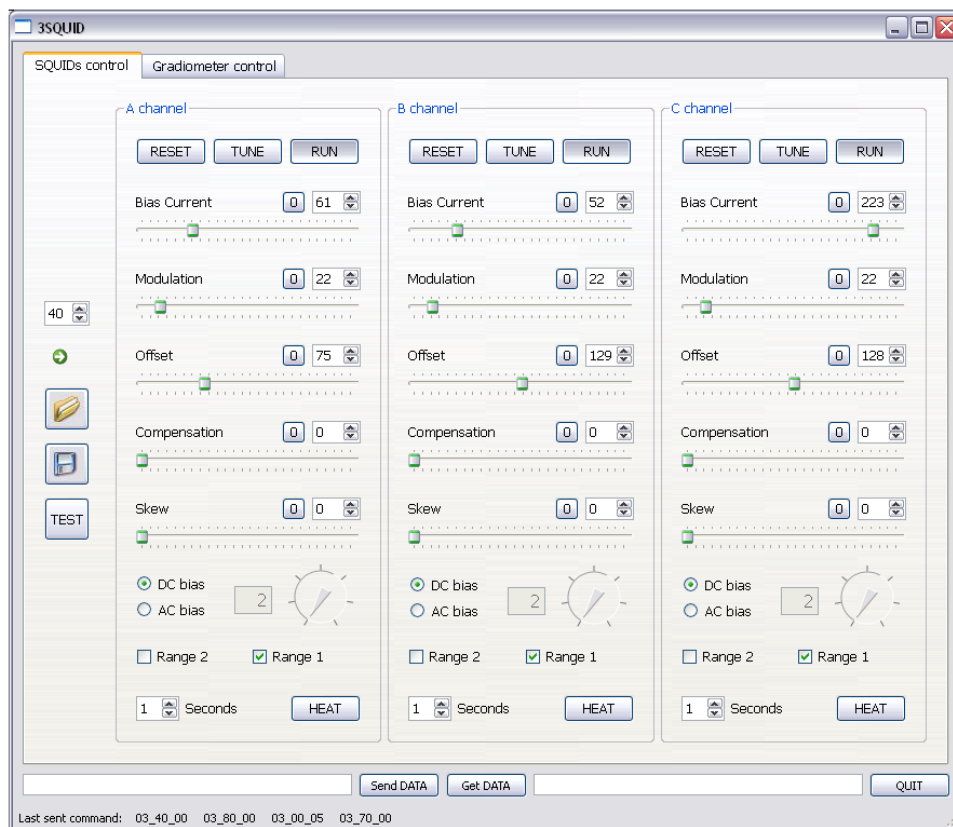 3SQUID
SQUIDs control Gradiometer control
A channel B channel C channel
RESET TUNE RUN RESET TUNE RUN RESET TUNE RUN
Bias Current 0 61 Bias Current 0 52 Bias Current 0 223
Modulation 0 22 Modulation 0 22 Modulation 0 22
40
Offset 0 75 Offset 0 129 Offset 0 128
Compensation 0 0 Compensation 0 0 Compensation 0 0
Skew 0 0 Skew 0 0 Skew 0 0
TEST
DC bias 2 DC bias 2 DC bias 2
AC bias AC bias AC bias
Range 2 Range 1 Range 2 Range 1 Range 2 Range 1
1 Seconds HEAT 1 Seconds HEAT 1 Seconds HEAT
Send DATA Get DATA QUIT
Last sent command: 03_40_00 03_80_00 03_00_05 03_70_00